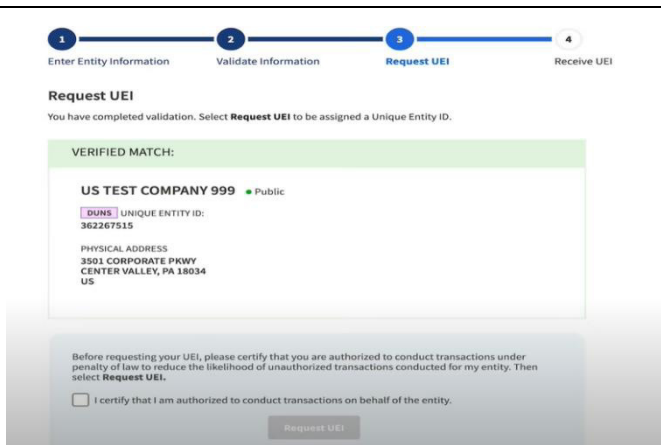 1 2 3 4
Enter Entity Information Validate Information Request UEI Receive UEI
Request UEI
You have completed validation. Select Request UEI to be assigned a Unique Entity ID.
VERIFIED MATCH:
US TEST COMPANY 999 Public
DUNS UNIQUE ENTITY ID:
362267515
PHYSICAL ADDRESS
3501 CORPORATE PKWY
CENTER VALLEY, PA 18034
US
Before requesting your UEI, please certify that you are authorized to conduct transactions under
penalty of law to reduce the likelihood of unauthorized transactions conducted for my entity. Then
select Request UEI.
I certify that I am authorized to conduct transactions on behalf of the entity.
Request UEI